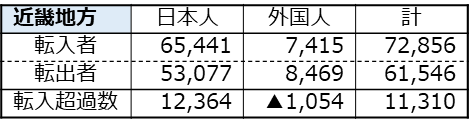 近畿地方 日本人 外国人 計
転入者 65,441 7,415 72,856
転出者 53,077 8,469 61,546
転入超過数 12,364 ▲1,054 11,310